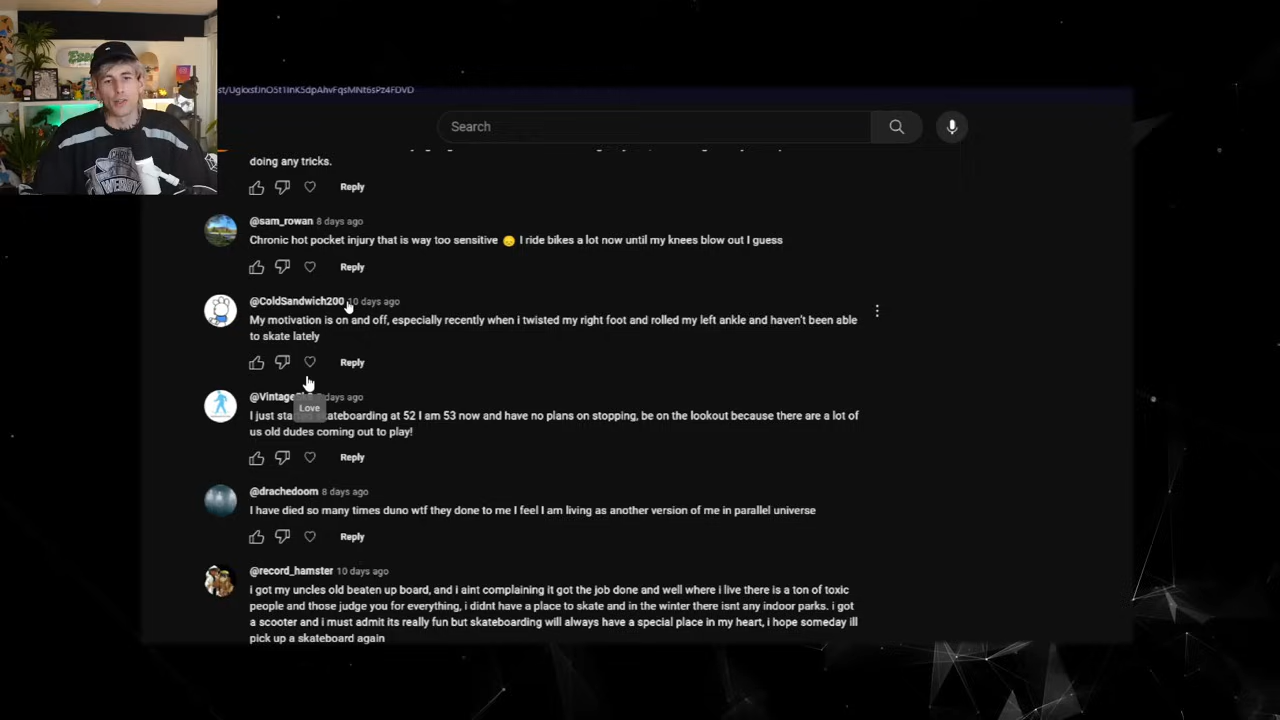 Search
doing any tricks.
Reply
@sam_rowan 8 days ago
Chronic hot pocket injury that is way too sensitive 😞 I ride bikes a lot now until my knees blow out I guess
Reply
@ColdSandwich200 10 days ago
My motivation is on and off, especially recently when i twisted my right foot and rolled my left ankle and haven't been able
to skate lately
Reply
days ago
Love
I just skateboarding at 52 I am 53 now and have no plans on stopping, be on the lookout because there are a lot of
us old dudes coming out to play!
Reply
@drachedoom 8 days ago
I have died so many times duno wtf they done to me I feel I am living as another version of me in parallel universe
Reply
@record_hamster 10 days ago
i got my uncles old beaten up board, and i aint complaining it got the job done and well where i live there is a ton of toxic
people and those judge you for everything, i didnt have a place to skate and in the winter there isnt any indoor parks. i got
a scooter and i must admit its really fun but skateboarding will always have a special place in my heart, i hope someday ill
pick up a skateboard again